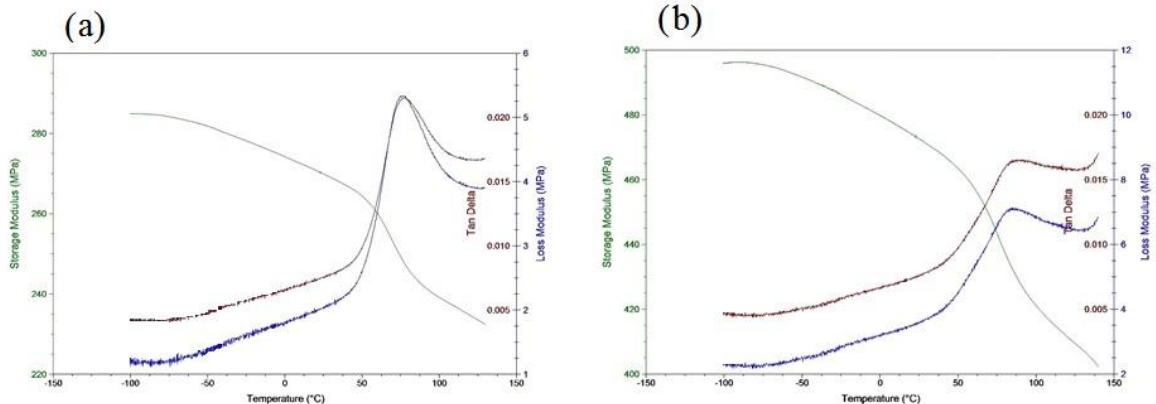 (a)
300
280
260
240
220
Storage Modulus (MPa)
0.020
0.015
0.010
0.005
Tan Delta
6
5
4
3
2
1
Loss Modulus (MPa)
-150 -100 -50 0 50 100 150
Temperature (°C)
(b)
500
480
460
440
420
400
Storage Modulus (MPa)
0.020
0.015
0.010
0.005
Tan Delta
12
10
8
6
4
2
Loss Modulus (MPa)
-150 -100 -50 0 50 100 150
Temperature (°C)